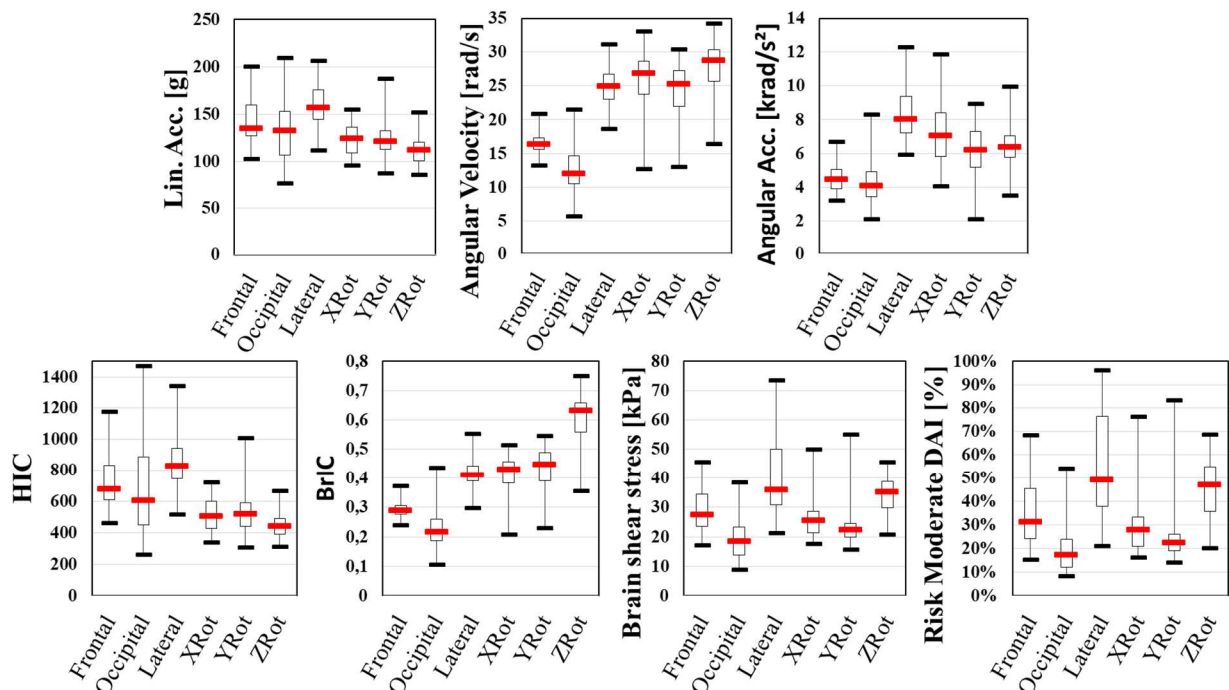 Lin. Acc. [g]
250
200
150
100
50
0
Frontal
Occipital
Lateral
XRot
YRot
ZRot
Angular Velocity [rad/s]
35
30
25
20
15
10
5
0
Frontal
Occipital
Lateral
XRot
YRot
ZRot
Angular Acc. [krad/s²]
14
12
10
8
6
4
2
0
Frontal
Occipital
Lateral
XRot
YRot
ZRot
HIC
1400
1200
1000
800
600
400
200
0
Frontal
Occipital
Lateral
XRot
YRot
ZRot
BrIC
0,8
0,7
0,6
0,5
0,4
0,3
0,2
0,1
0
Frontal
Occipital
Lateral
XRot
YRot
ZRot
Brain shear stress [kPa]
80
70
60
50
40
30
20
10
0
Frontal
Occipital
Lateral
XRot
YRot
ZRot
Risk Moderate DAI [%]
100%
90%
80%
70%
60%
50%
40%
30%
20%
10%
0%
Frontal
Occipital
Lateral
XRot
YRot
ZRot